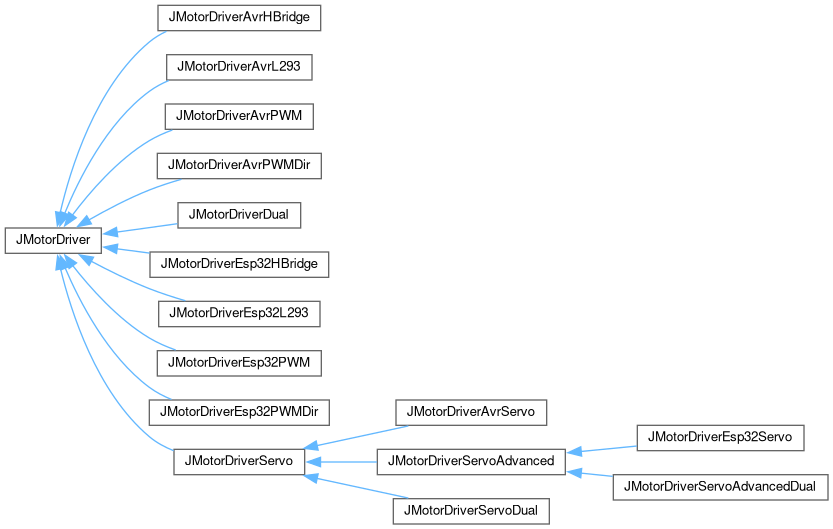 JMotorDriverAvrHBridge
JMotorDriverAvrL293
JMotorDriverAvrPWM
JMotorDriverAvrPWMDir
JMotorDriverDual
JMotorDriver
JMotorDriverEsp32HBridge
JMotorDriverEsp32L293
JMotorDriverEsp32PWM
JMotorDriverEsp32PWMDir
JMotorDriverAvrServo
JMotorDriverEsp32Servo
JMotorDriverServo
JMotorDriverServoAdvanced
JMotorDriverServoAdvancedDual
JMotorDriverServoDual